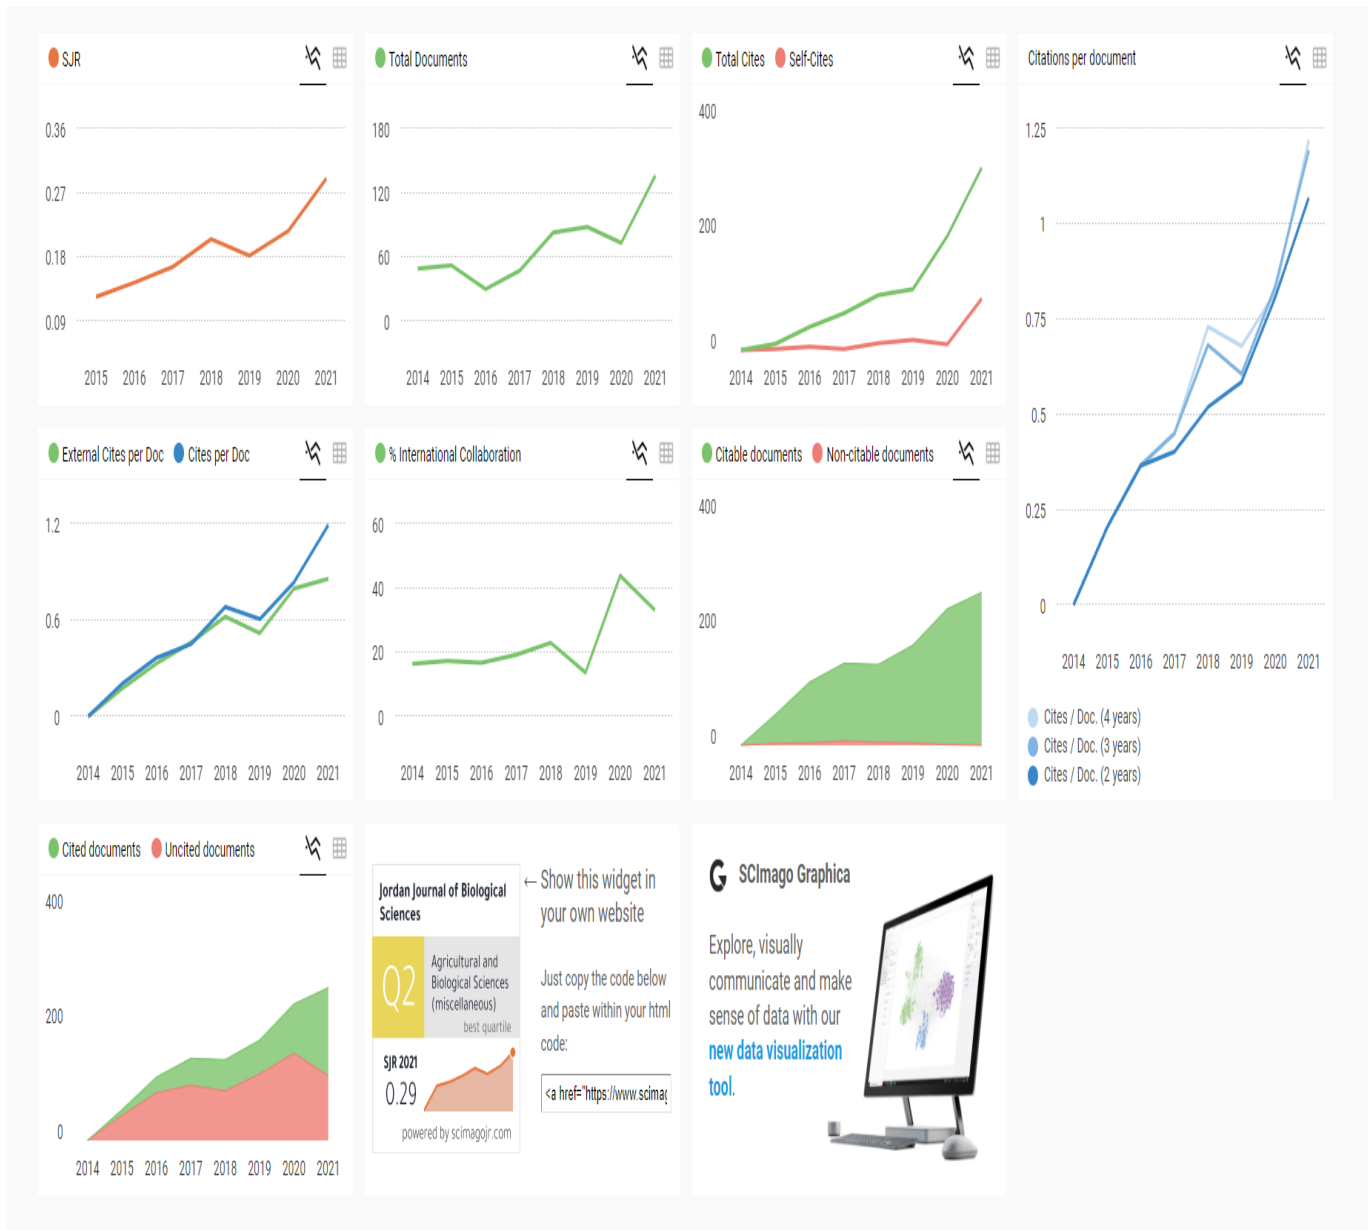 SJR
0.36
0.27
0.18
0.09
2015 2016 2017 2018 2019 2020 2021
Total Documents
180
120
60
0
2014 2015 2016 2017 2018 2019 2020 2021
Total Cites Self-Cites
400
200
0
2014 2015 2016 2017 2018 2019 2020 2021
Citations per document
1.25
1
0.75
0.5
0.25
0
2014 2015 2016 2017 2018 2019 2020 2021
Cites / Doc. (4 years)
Cites / Doc. (3 years)
Cites / Doc. (2 years)
External Cites per Doc Cites per Doc
1.2
0.6
0
2014 2015 2016 2017 2018 2019 2020 2021
% International Collaboration
60
40
20
0
2014 2015 2016 2017 2018 2019 2020 2021
Citable documents Non-citable documents
400
200
0
2014 2015 2016 2017 2018 2019 2020 2021
Cited documents Uncited documents
400
200
0
2014 2015 2016 2017 2018 2019 2020 2021
Jordan Journal of Biological
Sciences
Q2
Agricultural and
Biological Sciences
(miscellaneous)
best quartile
SJR 2021
0.29
powered by scimagojr.com
← Show this widget in
your own website
Just copy the code below
and paste within your html
code:
<a href="https://www.scimag
SCImago Graphica
Explore, visually
communicate and make
sense of data with our
new data visualization
tool.